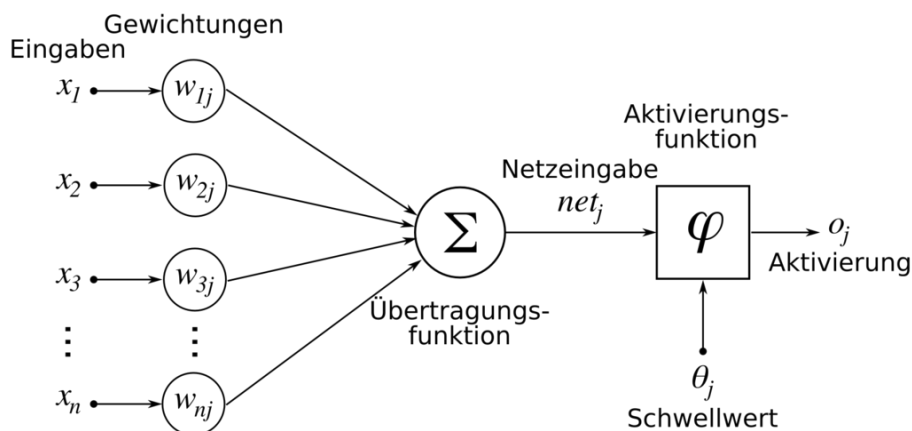 Gewichtungen
Eingaben
x1
w1j
x2
w2j
x3
w3j
xn
wnj
Σ
Übertragungs-
funktion
Netzeingabe
netj
Aktivierungs-
funktion
φ
oj
Aktivierung
θj
Schwellwert